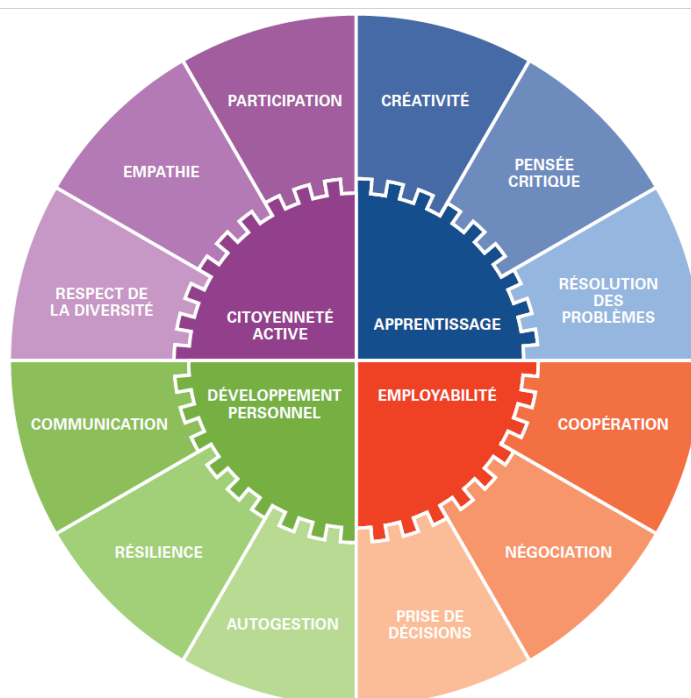 PARTICIPATION
CRÉATIVITÉ
EMPATHIE
PENSÉE
CRITIQUE
RESPECT DE
LA DIVERSITÉ
CITOYENNETÉ
ACTIVE
APPRENTISSAGE
RÉSOLUTION
DES
PROBLÈMES
COMMUNICATION
DÉVELOPPEMENT
PERSONNEL
EMPLOYABILITÉ
COOPÉRATION
RÉSILIENCE
NÉGOCIATION
AUTOGESTION
PRISE DE
DÉCISIONS